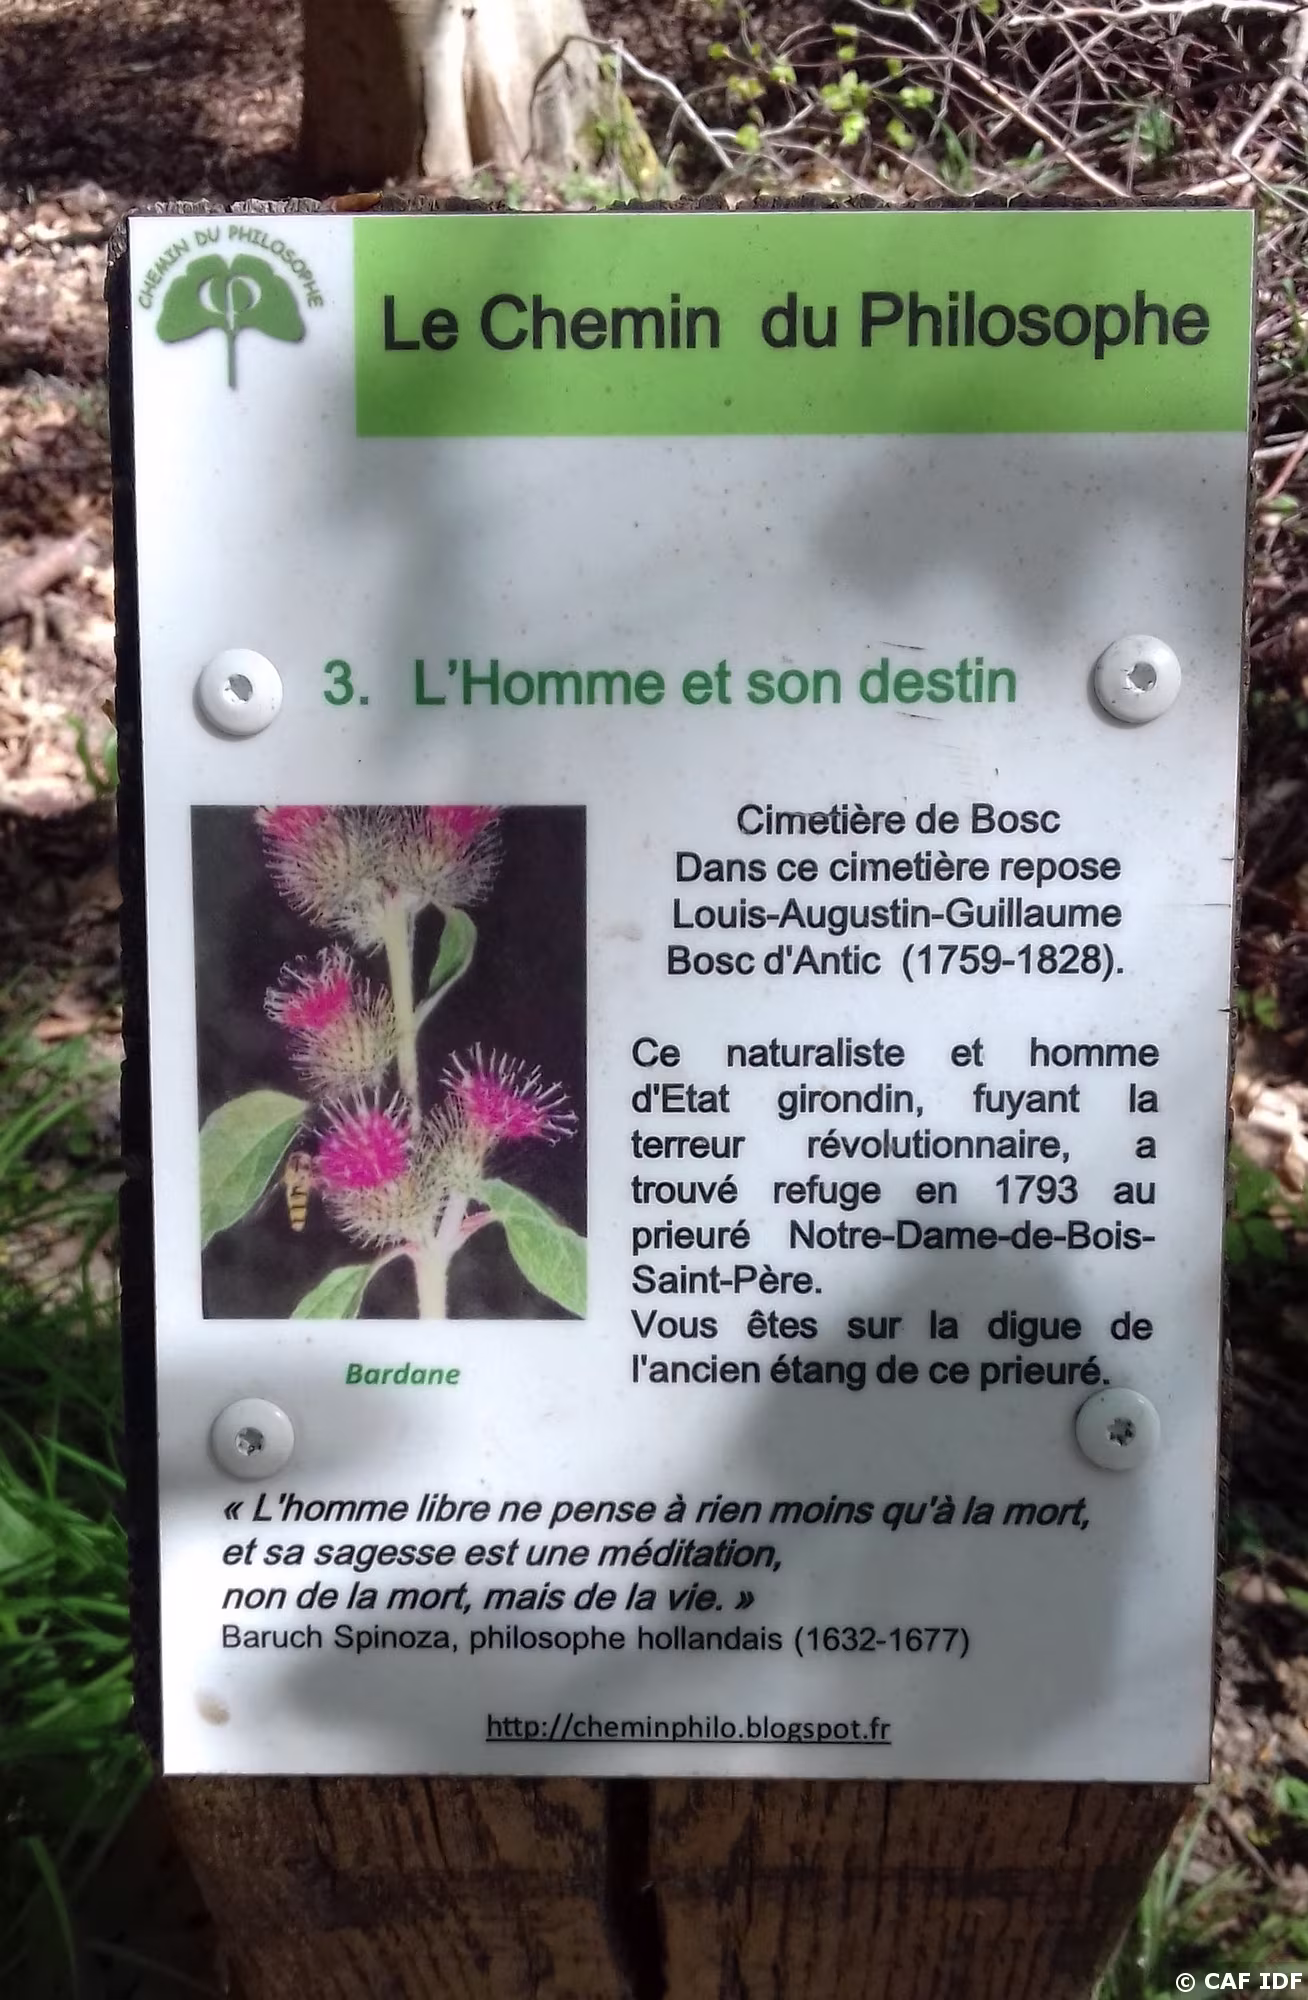 CHEMIN DU PHILOSOPHE
Le Chemin du Philosophe
3. L'Homme et son destin
Cimetière de Bosc
Dans ce cimetière repose
Louis-Augustin-Guillaume
Bosc d'Antic (1759-1828).
Ce naturaliste et homme
d'Etat girondin, fuyant la
terreur révolutionnaire, a
trouvé refuge en 1793 au
prieuré Notre-Dame-de-Bois-
Saint-Père.
Vous êtes sur la digue de
l'ancien étang de ce prieuré.
Bardane
« L'homme libre ne pense à rien moins qu'à la mort,
et sa sagesse est une méditation,
non de la mort, mais de la vie. »
Baruch Spinoza, philosophe hollandais (1632-1677)
http://cheminphilo.blogspot.fr
© CAF IDF